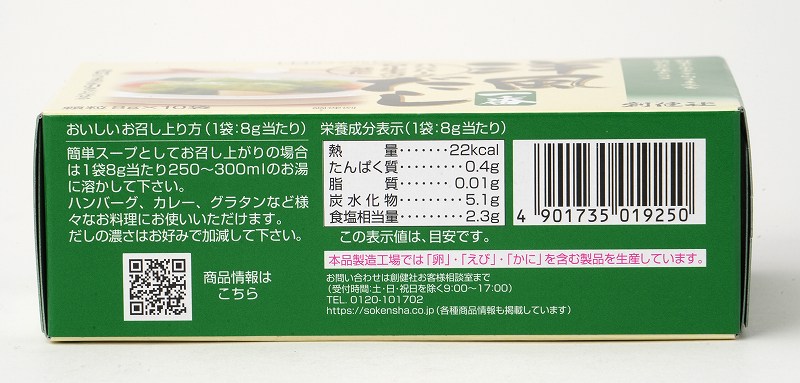 おいしいお召し上り方（1袋：8g当たり）
簡単スープとしてお召し上がりの場合
は1袋8g当たり250〜300mlのお湯
に溶かして下さい。
ハンバーグ、カレー、グラタンなど様
々なお料理にお使いいただけます。
だしの濃さはお好みで加減して下さい。
商品情報は
こちら
栄養成分表示（1袋：8g当たり）
熱量‥‥‥‥22kcal
たんぱく質‥‥‥0.4g
脂質‥‥‥‥0.01g
炭水化物‥‥‥‥5.1g
食塩相当量‥‥‥2.3g
この表示値は、目安です。
4 901735 019250
本品製造工場では「卵」・「えび」・「かに」を含む製品を生産しています。
お問い合わせは創健社お客様相談室まで
（受付時間：土・日・祝日を除く9:00〜17:00）
TEL. 0120-101702
https://sokensha.co.jp（各種商品情報も掲載しています）